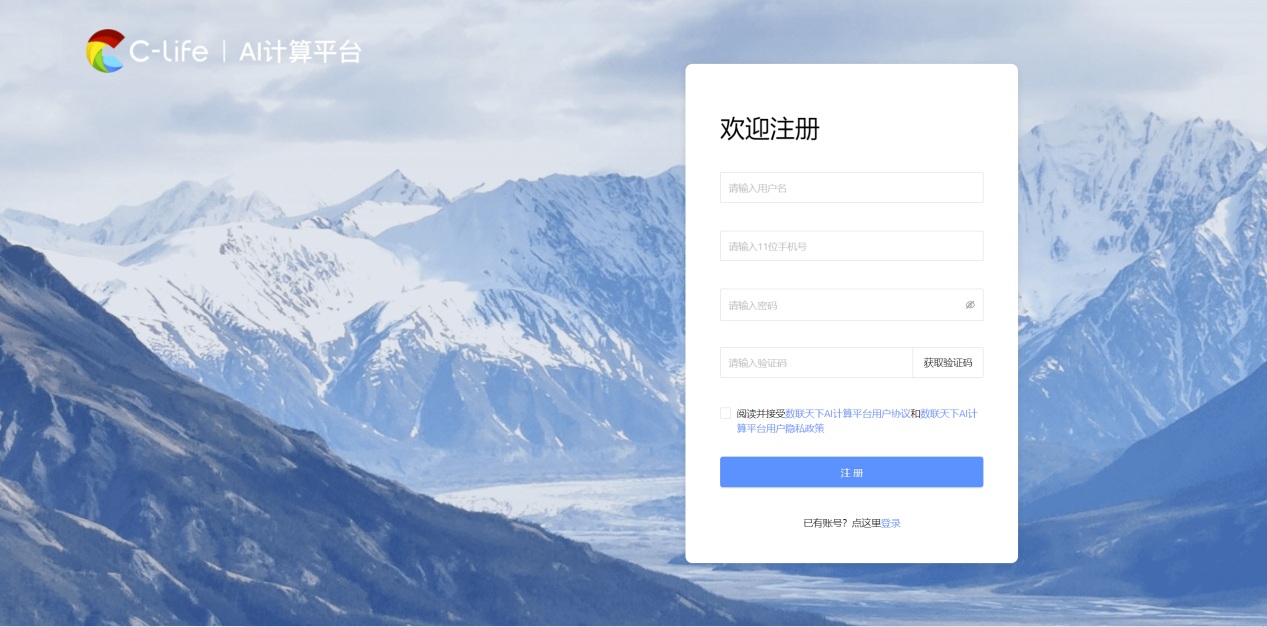 C-Life | AI计算平台
欢迎注册
请输入用户名
请输入11位手机号
请输入密码
请输入验证码 获取验证码
阅读并接受数联天下AI计算平台用户协议和数联天下AI计
算平台用户隐私政策
注 册
已有账号？点这里登录